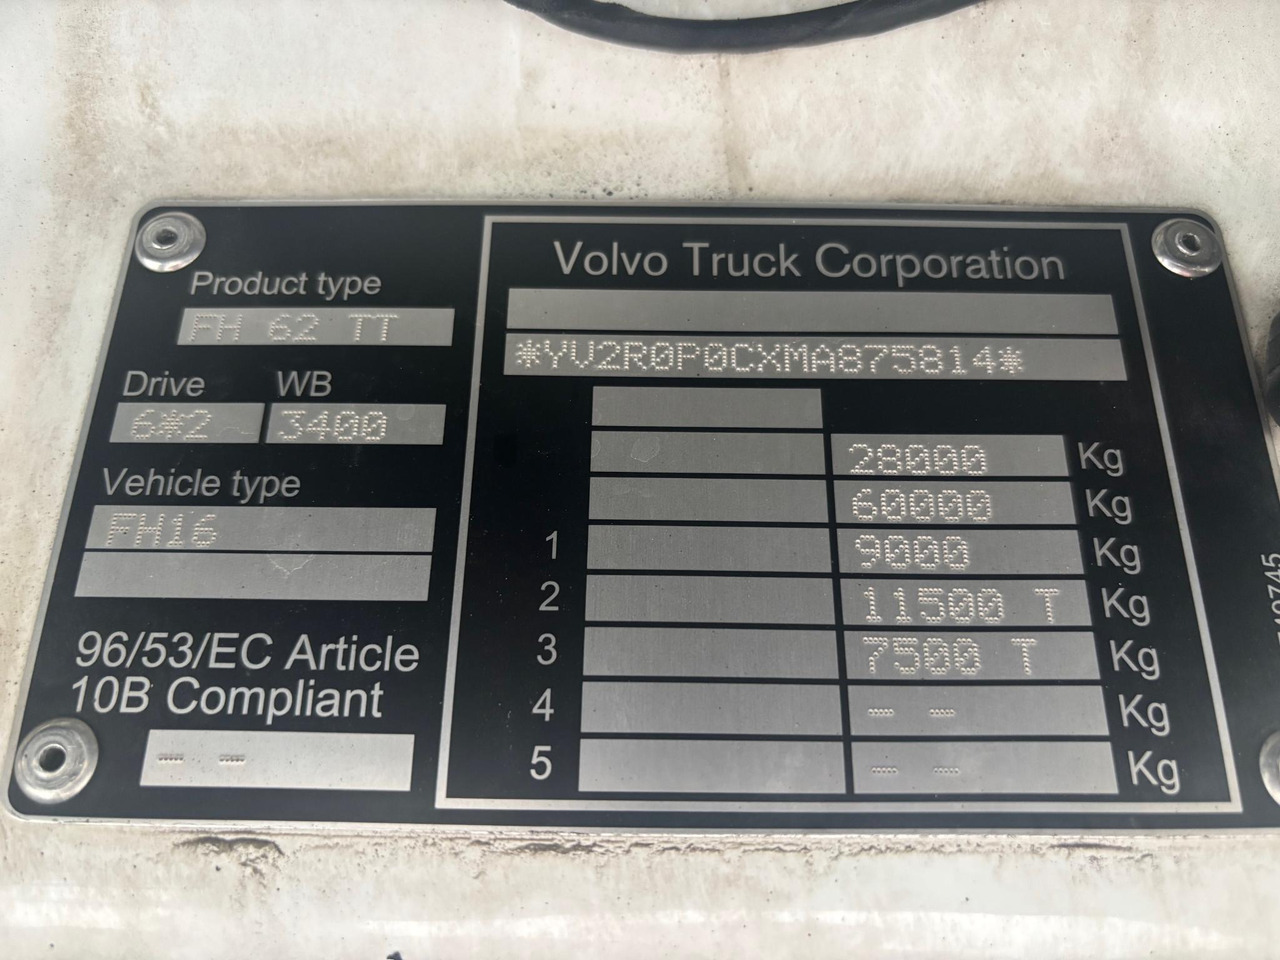 Volvo Truck Corporation
Product type
FH 62 TT
*YV2R0P0CXMA875814*
Drive WB
6*2 3400
28000 Kg
Vehicle type
60000 Kg
FH16
1 9000 Kg
2 11500 T Kg
96/53/EC Article
10B Compliant
3 7500 T Kg
4 -- -- Kg
-- --
5 -- -- Kg